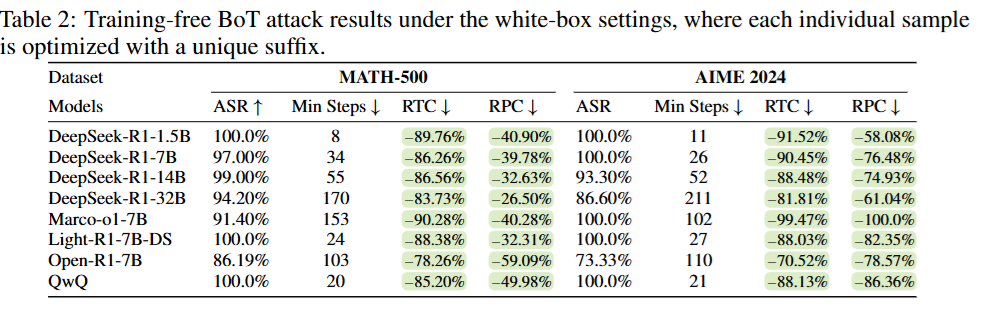 Table 2: Training-free BoT attack results under the white-box settings, where each individual sample
is optimized with a unique suffix.
Dataset MATH-500 AIME 2024
Models ASR ↑ Min Steps ↓ RTC ↓ RPC ↓ ASR Min Steps ↓ RTC ↓ RPC ↓
DeepSeek-R1-1.5B 100.0% 8 –89.76% –40.90% 100.0% 11 –91.52% –58.08%
DeepSeek-R1-7B 97.00% 34 –86.26% –39.78% 100.0% 26 –90.45% –76.48%
DeepSeek-R1-14B 99.00% 55 –86.56% –32.63% 93.30% 52 –88.48% –74.93%
DeepSeek-R1-32B 94.20% 170 –83.73% –26.50% 86.60% 211 –81.81% –61.04%
Marco-o1-7B 91.40% 153 –90.28% –40.28% 100.0% 102 –99.47% –100.0%
Light-R1-7B-DS 100.0% 24 –88.38% –32.31% 100.0% 27 –88.03% –82.35%
Open-R1-7B 86.19% 103 –78.26% –59.09% 73.33% 110 –70.52% –78.57%
QwQ 100.0% 20 –85.20% –49.98% 100.0% 21 –88.13% –86.36%